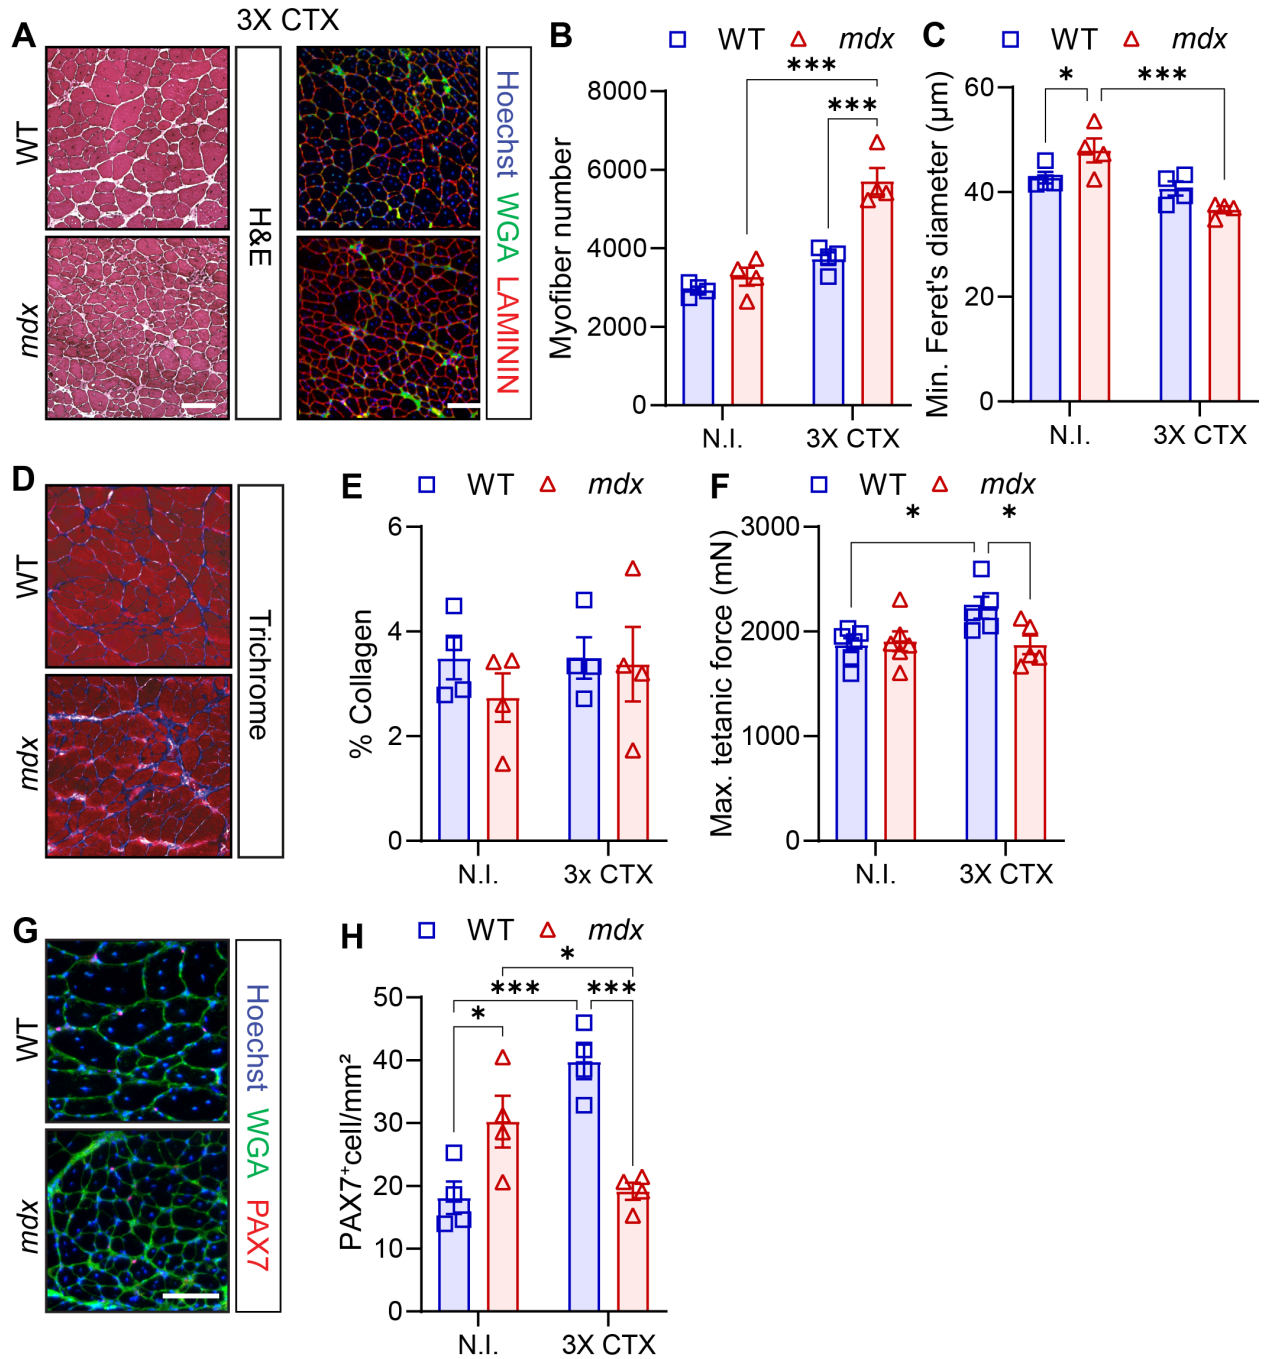 3X CTX
A
WT
mdx
H&E
Hoechst WGA LAMININ
B
WT
mdx
***
***
Myofiber number
8000
6000
4000
2000
0
N.I.
3X CTX
C
WT
mdx
*
***
Min. Feret's diameter (μm)
60
40
20
0
N.I.
3X CTX
D
WT
mdx
Trichrome
E
WT
mdx
% Collagen
6
4
2
0
N.I.
3x CTX
F
WT
mdx
*
*
Max. tetanic force (mN)
3000
2000
1000
0
N.I.
3X CTX
G
WT
mdx
Hoechst WGA PAX7
H
WT
mdx
*
***
***
*
PAX7⁺cell/mm²
50
40
30
20
10
0
N.I.
3X CTX